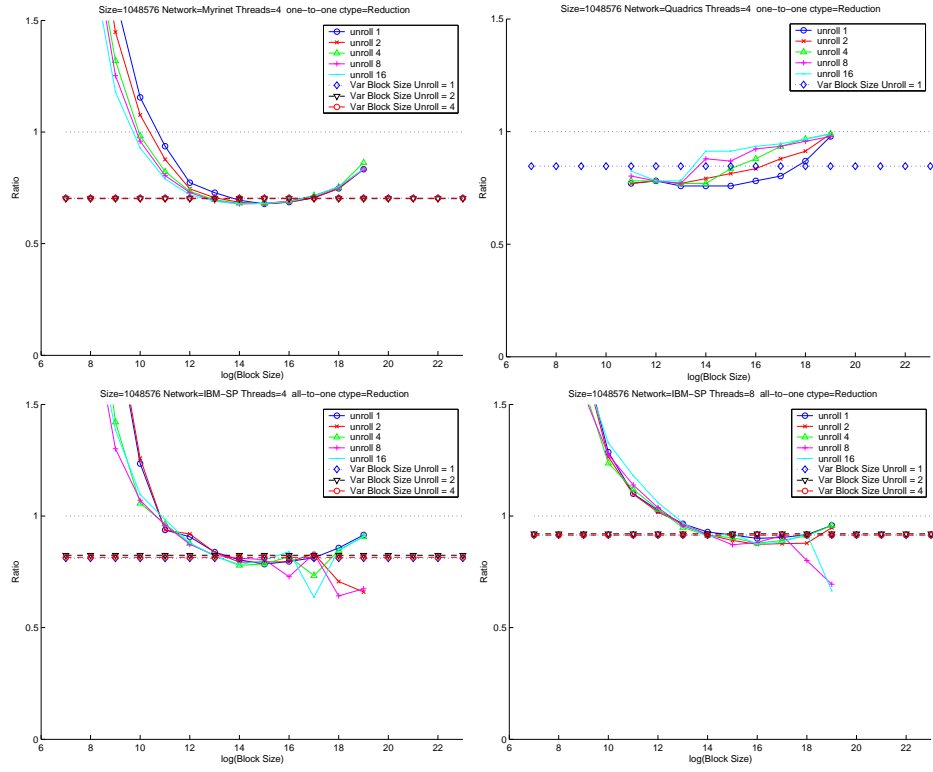 Size=1048576 Network=Myrinet Threads=4 one-to-one ctype=Reduction
1.5
1
0.5
0
Ratio
6 8 10 12 14 16 18 20 22
log(Block Size)
unroll 1
unroll 2
unroll 4
unroll 8
unroll 16
Var Block Size Unroll = 1
Var Block Size Unroll = 2
Var Block Size Unroll = 4
Size=1048576 Network=Quadrics Threads=4 one-to-one ctype=Reduction
1.5
1
0.5
0
Ratio
6 8 10 12 14 16 18 20 22
log(Block Size)
unroll 1
unroll 2
unroll 4
unroll 8
unroll 16
Var Block Size Unroll = 1
Size=1048576 Network=IBM-SP Threads=4 all-to-one ctype=Reduction
1.5
1
0.5
0
Ratio
6 8 10 12 14 16 18 20 22
log(Block Size)
unroll 1
unroll 2
unroll 4
unroll 8
unroll 16
Var Block Size Unroll = 1
Var Block Size Unroll = 2
Var Block Size Unroll = 4
Size=1048576 Network=IBM-SP Threads=8 all-to-one ctype=Reduction
1.5
1
0.5
0
Ratio
6 8 10 12 14 16 18 20 22
log(Block Size)
unroll 1
unroll 2
unroll 4
unroll 8
unroll 16
Var Block Size Unroll = 1
Var Block Size Unroll = 2
Var Block Size Unroll = 4